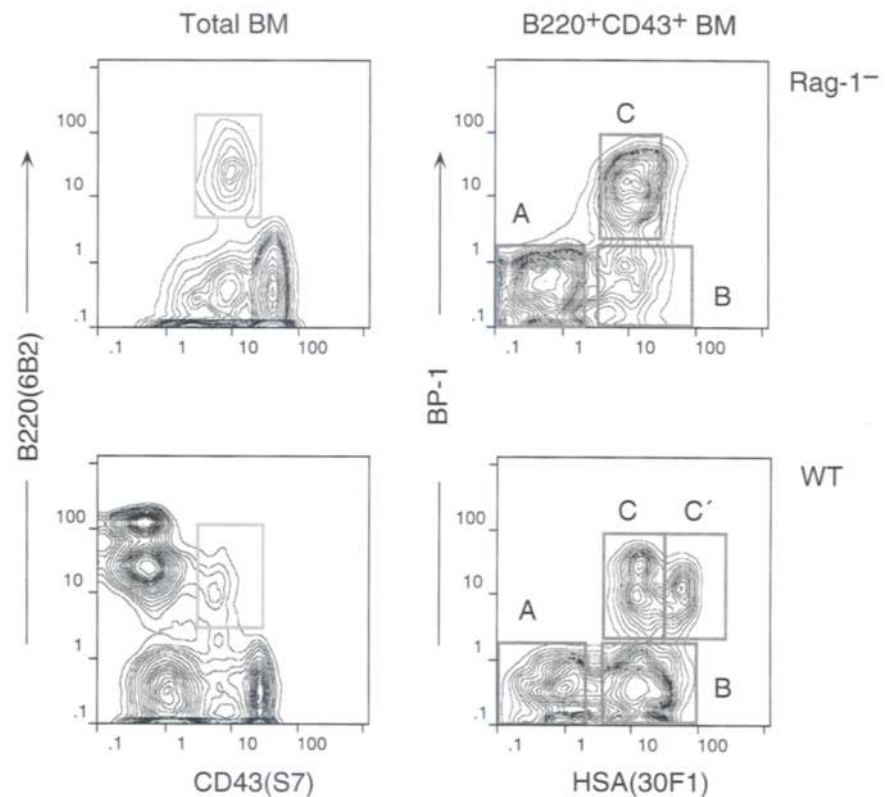 Total BM
B220⁺CD43⁺ BM
Rag-1⁻
100
10
1
.1
.1 1 10 100
C
A
B
100
10
1
.1
.1 1 10 100
B220(6B2)
BP-1
WT
100
10
1
.1
.1 1 10 100
C C´
A
B
100
10
1
.1
.1 1 10 100
CD43(S7)
HSA(30F1)